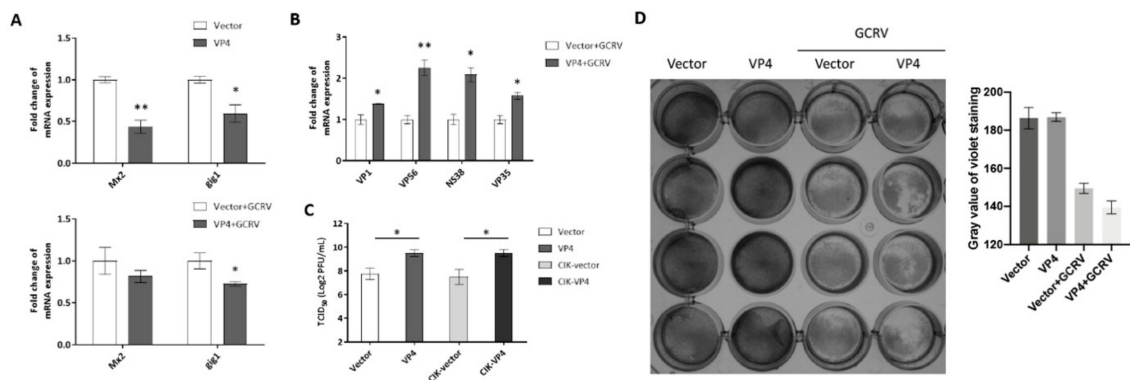 A
Vector
VP4
Fold change of
mRNA expression
1.5
1.0
0.5
0.0
**
*
Mx2
gig1
Vector+GCRV
VP4+GCRV
Fold change of
mRNA expression
1.5
1.0
0.5
0.0
*
Mx2
gig1
B
Vector+GCRV
VP4+GCRV
Fold change of
mRNA expression
3
2
1
0
*
**
*
*
VP1
VP56
NS38
VP35
C
Vector
VP4
CIK-vector
CIK-VP4
TCID50 (Log2 PFU/mL)
12
10
8
6
4
2
*
*
Vector
VP4
CIK-vector
CIK-VP4
D
GCRV
Vector VP4 Vector VP4
Gray value of violet staining
200
180
160
140
120
Vector
VP4
Vector+GCRV
VP4+GCRV